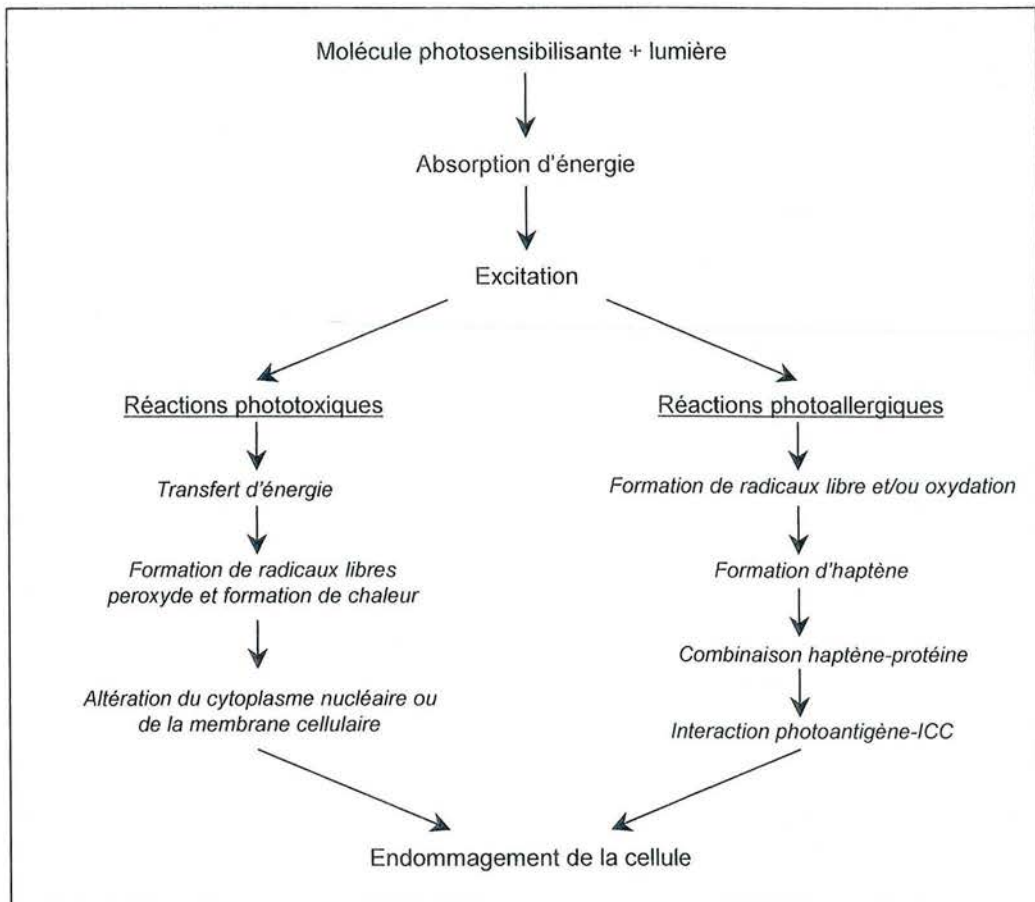 Molécule photosensibilisante + lumière
Absorption d'énergie
Excitation
Réactions phototoxiques
Transfert d'énergie
Formation de radicaux libres
peroxyde et formation de chaleur
Altération du cytoplasme nucléaire ou
de la membrane cellulaire
Réactions photoallergiques
Formation de radicaux libre et/ou oxydation
Formation d'haptène
Combinaison haptène-protéine
Interaction photoantigène-ICC
Endommagement de la cellule